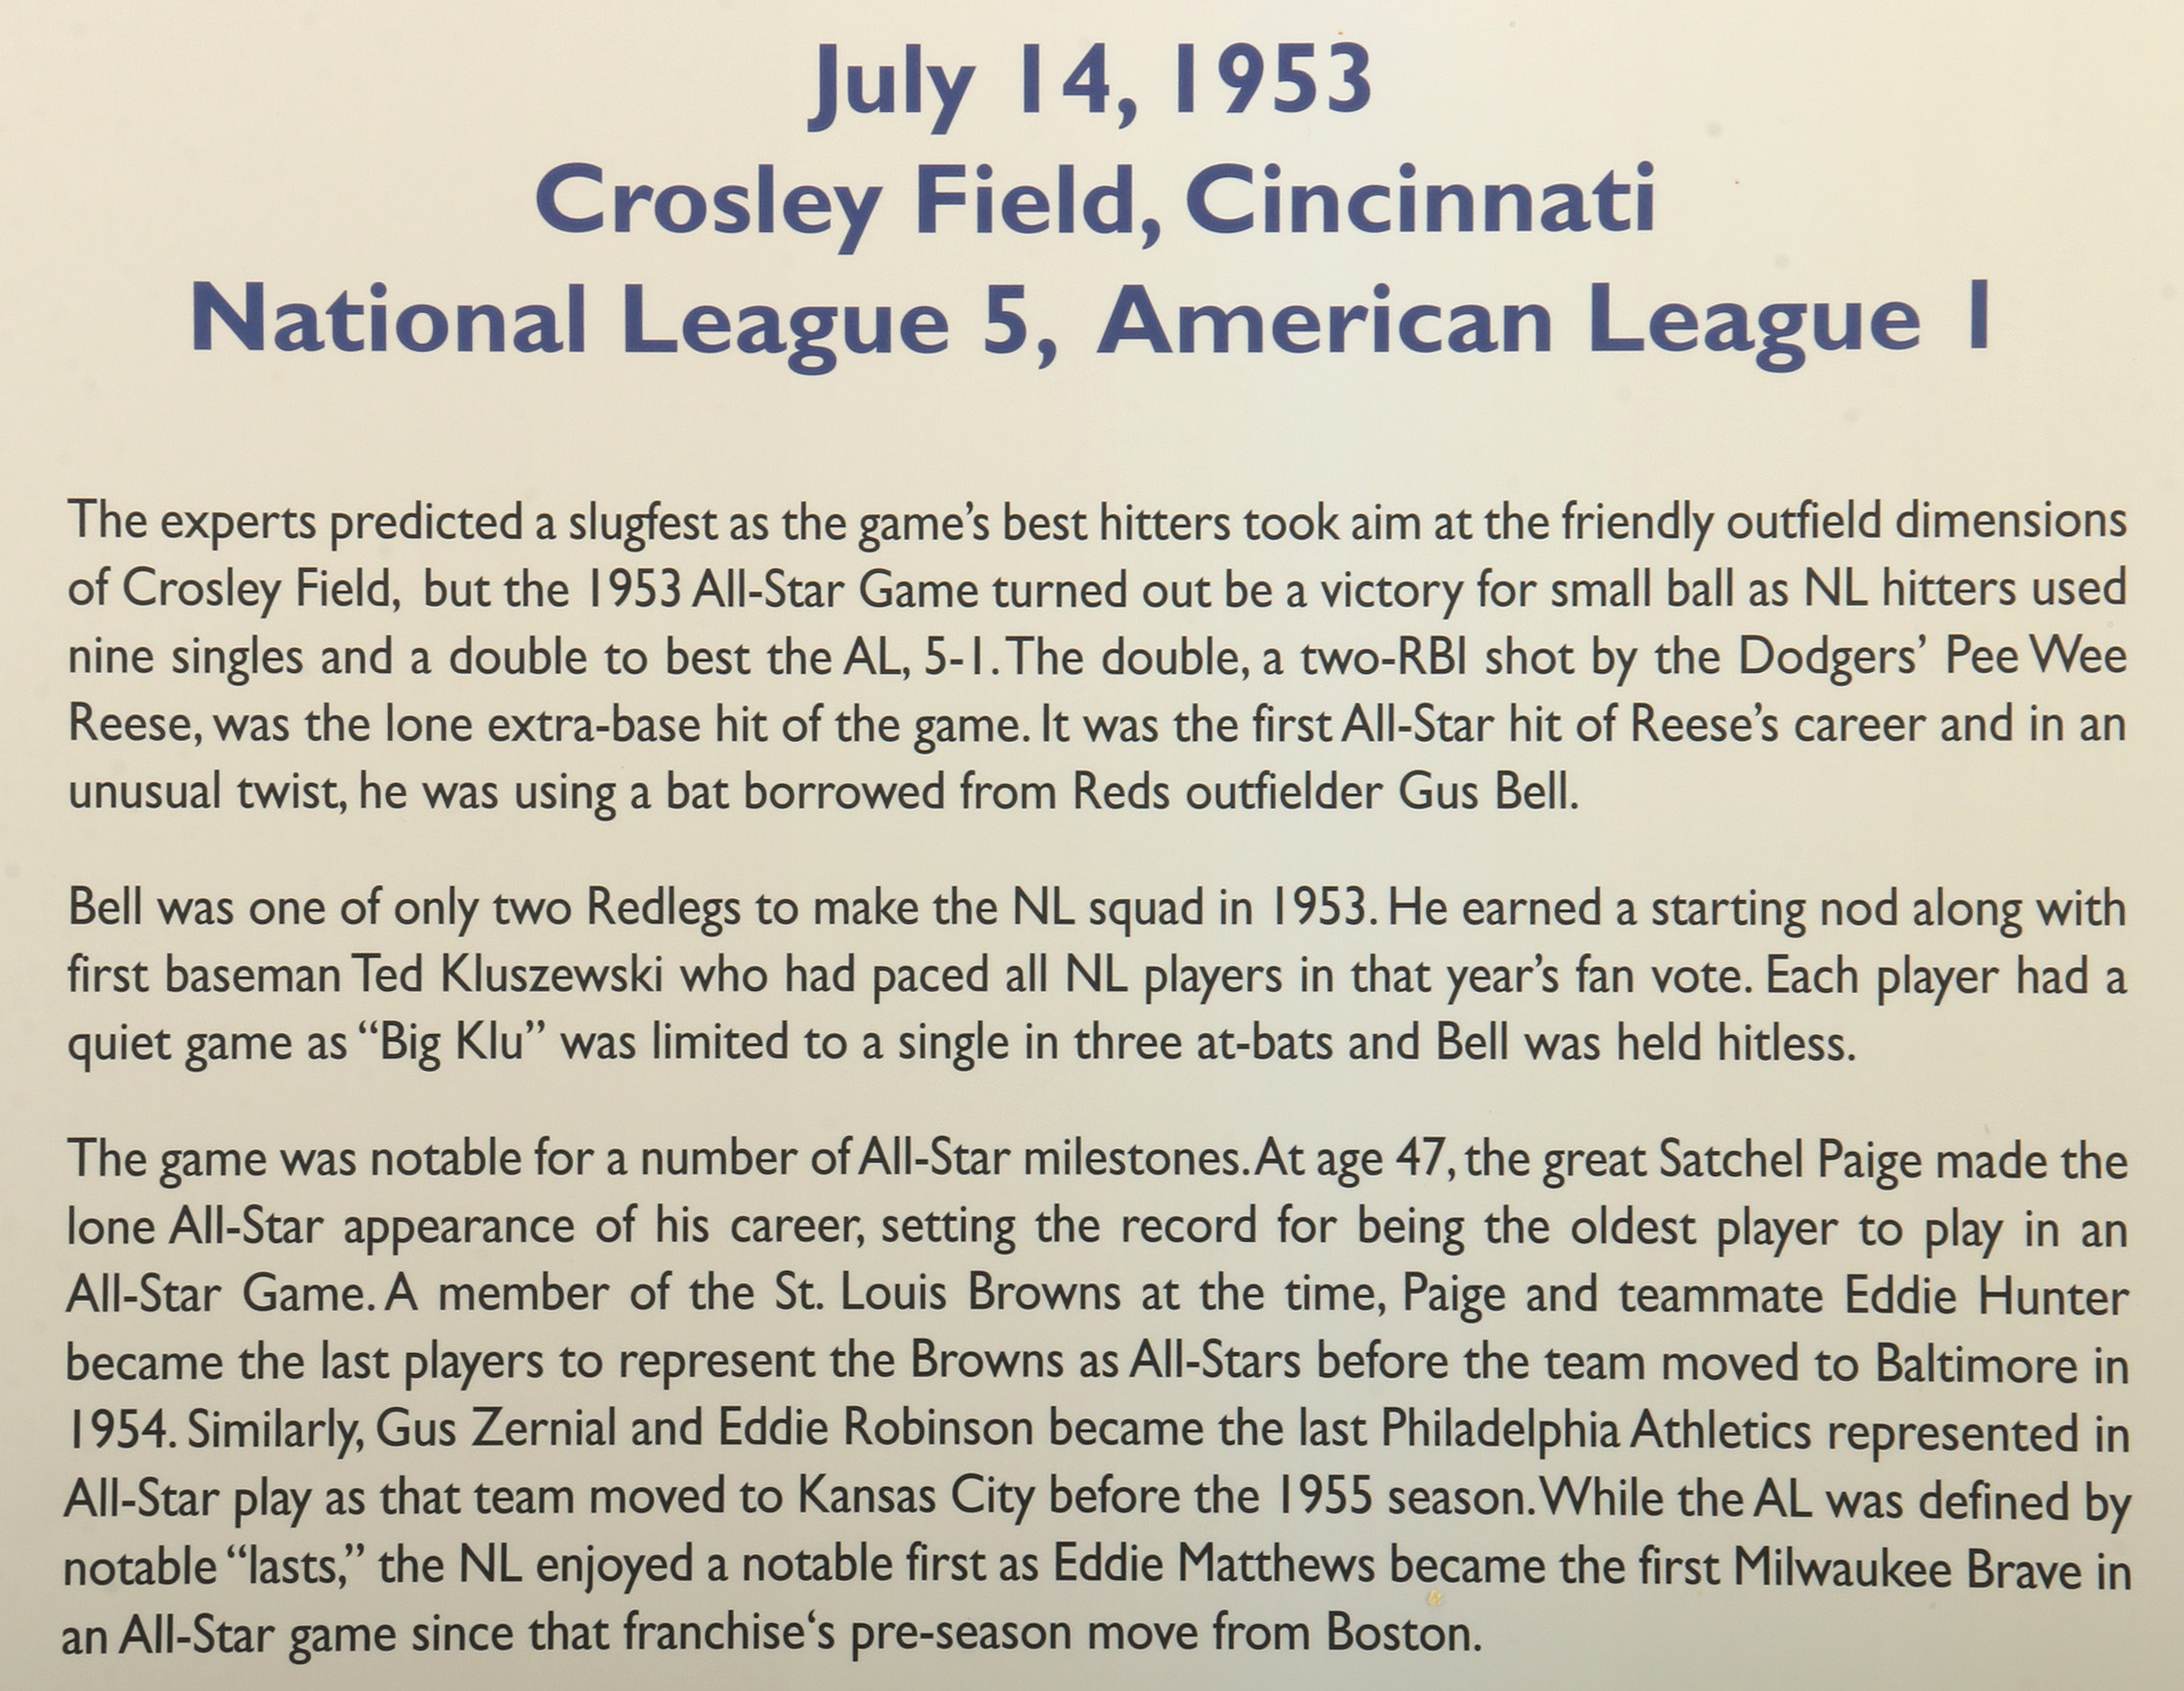 July 14, 1953
Crosley Field, Cincinnati
National League 5, American League 1
The experts predicted a slugfest as the game’s best hitters took aim at the friendly outfield dimensions
of Crosley Field, but the 1953 All-Star Game turned out be a victory for small ball as NL hitters used
nine singles and a double to best the AL, 5-1. The double, a two-RBI shot by the Dodgers’ Pee Wee
Reese, was the lone extra-base hit of the game. It was the first All-Star hit of Reese’s career and in an
unusual twist, he was using a bat borrowed from Reds outfielder Gus Bell.
Bell was one of only two Redlegs to make the NL squad in 1953. He earned a starting nod along with
first baseman Ted Kluszewski who had paced all NL players in that year’s fan vote. Each player had a
quiet game as “Big Klu” was limited to a single in three at-bats and Bell was held hitless.
The game was notable for a number of All-Star milestones. At age 47, the great Satchel Paige made the
lone All-Star appearance of his career, setting the record for being the oldest player to play in an
All-Star Game. A member of the St. Louis Browns at the time, Paige and teammate Eddie Hunter
became the last players to represent the Browns as All-Stars before the team moved to Baltimore in
1954. Similarly, Gus Zernial and Eddie Robinson became the last Philadelphia Athletics represented in
All-Star play as that team moved to Kansas City before the 1955 season. While the AL was defined by
notable “lasts,” the NL enjoyed a notable first as Eddie Matthews became the first Milwaukee Brave in
an All-Star game since that franchise‘s pre-season move from Boston.